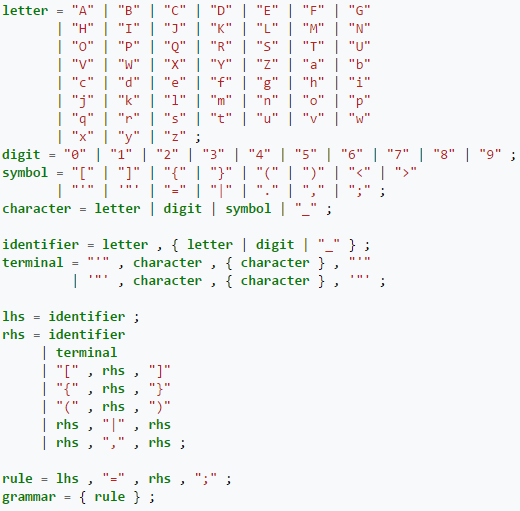 letter = "A" | "B" | "C" | "D" | "E" | "F" | "G"
| "H" | "I" | "J" | "K" | "L" | "M" | "N"
| "O" | "P" | "Q" | "R" | "S" | "T" | "U"
| "V" | "W" | "X" | "Y" | "Z" | "a" | "b"
| "c" | "d" | "e" | "f" | "g" | "h" | "i"
| "j" | "k" | "l" | "m" | "n" | "o" | "p"
| "q" | "r" | "s" | "t" | "u" | "v" | "w"
| "x" | "y" | "z" ;
digit = "0" | "1" | "2" | "3" | "4" | "5" | "6" | "7" | "8" | "9" ;
symbol = "[" | "]" | "{" | "}" | "(" | ")" | "<" | ">"
| "'" | '"' | "=" | "|" | "." | "," | ";" ;
character = letter | digit | symbol | "_" ;
identifier = letter , { letter | digit | "_" } ;
terminal = "'" , character , { character } , "'"
| '"' , character , { character } , '"' ;
lhs = identifier ;
rhs = identifier
| terminal
| "[" , rhs , "]"
| "{" , rhs , "}"
| "(" , rhs , ")"
| rhs , "|" , rhs
| rhs , "," , rhs ;
rule = lhs , "=" , rhs , ";" ;
grammar = { rule } ;